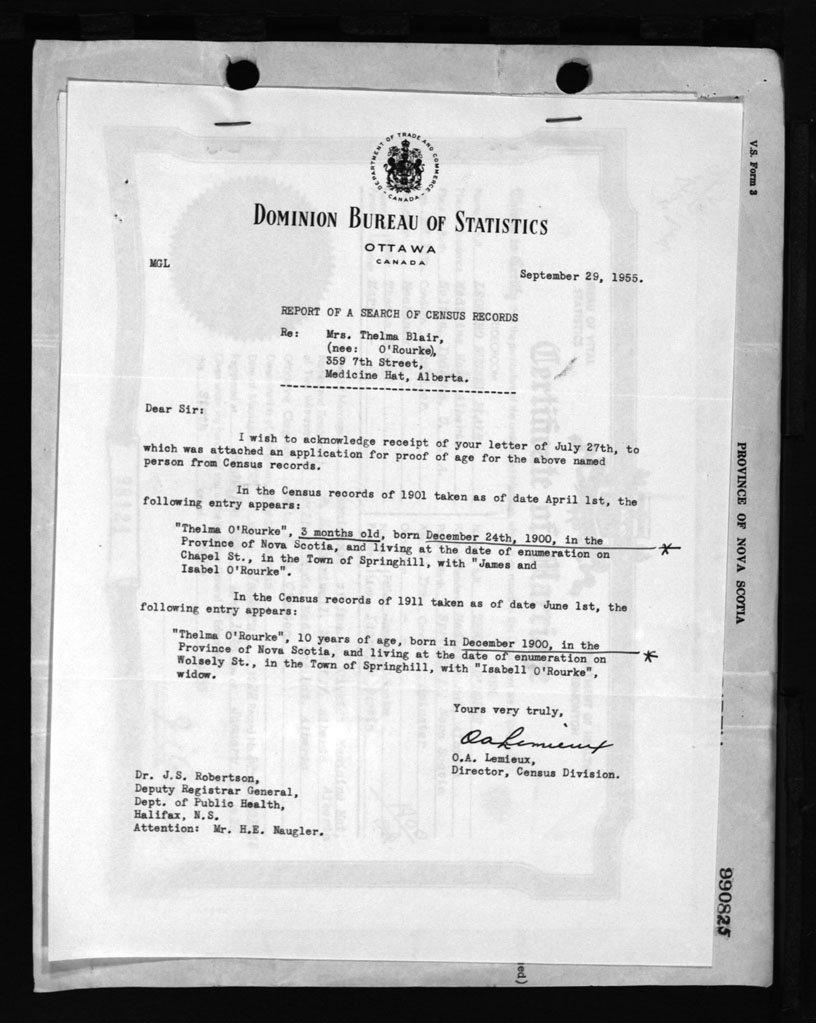 DEPARTMENT OF TRADE AND COMMERCE
CANADA
DOMINION BUREAU OF STATISTICS
OTTAWA
CANADA
MGL
September 29, 1955.
REPORT OF A SEARCH OF CENSUS RECORDS
Re: Mrs. Thelma Blair,
(nee: O'Rourke),
359 7th Street,
Medicine Hat, Alberta.
Dear Sir:
I wish to acknowledge receipt of your letter of July 27th, to
which was attached an application for proof of age for the above named
person from Census records.
In the Census records of 1901 taken as of date April 1st, the
following entry appears:
"Thelma O'Rourke", 3 months old, born December 24th, 1900, in the
Province of Nova Scotia, and living at the date of enumeration on
Chapel St., in the Town of Springhill, with "James and
Isabel O'Rourke".
In the Census records of 1911 taken as of date June 1st, the
following entry appears:
"Thelma O'Rourke", 10 years of age, born in December 1900, in the
Province of Nova Scotia, and living at the date of enumeration on
Wolsely St., in the Town of Springhill, with "Isabell O'Rourke",
widow.
Yours very truly,
OALemieux
O.A. Lemieux,
Director, Census Division.
Dr. J.S. Robertson,
Deputy Registrar General,
Dept. of Public Health,
Halifax, N.S.
Attention: Mr. H.E. Naugler.
V.S. Form 3
PROVINCE OF NOVA SCOTIA
990825